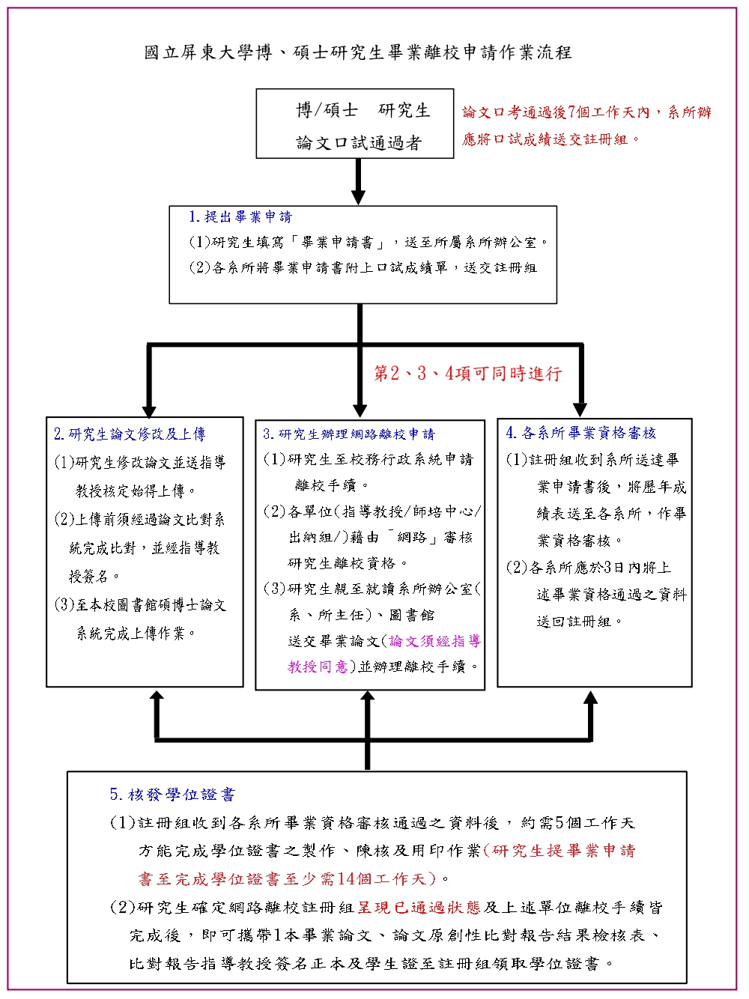 國立屏東大學博、碩士研究生畢業離校申請作業流程
博/碩士　研究生
論文口試通過者
論文口考通過後7個工作天內，系所辦
應將口試成績送交註冊組。
1.提出畢業申請
(1)研究生填寫「畢業申請書」，送至所屬系所辦公室。
(2)各系所將畢業申請書附上口試成績單，送交註冊組
第2、3、4項可同時進行
2.研究生論文修改及上傳
(1)研究生修改論文並送指導
教授核定始得上傳。
(2)上傳前須經過論文比對系
統完成比對，並經指導教
授簽名。
(3)至本校圖書館碩博士論文
系統完成上傳作業。
3.研究生辦理網路離校申請
(1)研究生至校務行政系統申請
離校手續。
(2)各單位(指導教授/師培中心/
出納組/)藉由「網路」審核
研究生離校資格。
(3)研究生親至就讀系所辦公室(
系、所主任)、圖書館
送交畢業論文(論文須經指導
教授同意)並辦理離校手續。
4.各系所畢業資格審核
(1)註冊組收到系所送達畢
業申請書後，將歷年成
績表送至各系所，作畢
業資格審核。
(2)各系所應於3日內將上
述畢業資格通過之資料
送回註冊組。
5.核發學位證書
(1)註冊組收到各系所畢業資格審核通過之資料後，約需5個工作天
方能完成學位證書之製作、陳核及用印作業(研究生提畢業申請
書至完成學位證書至少需14個工作天)。
(2)研究生確定網路離校註冊組呈現已通過狀態及上述單位離校手續皆
完成後，即可攜帶1本畢業論文、論文原創性比對報告結果檢核表、
比對報告指導教授簽名正本及學生證至註冊組領取學位證書。